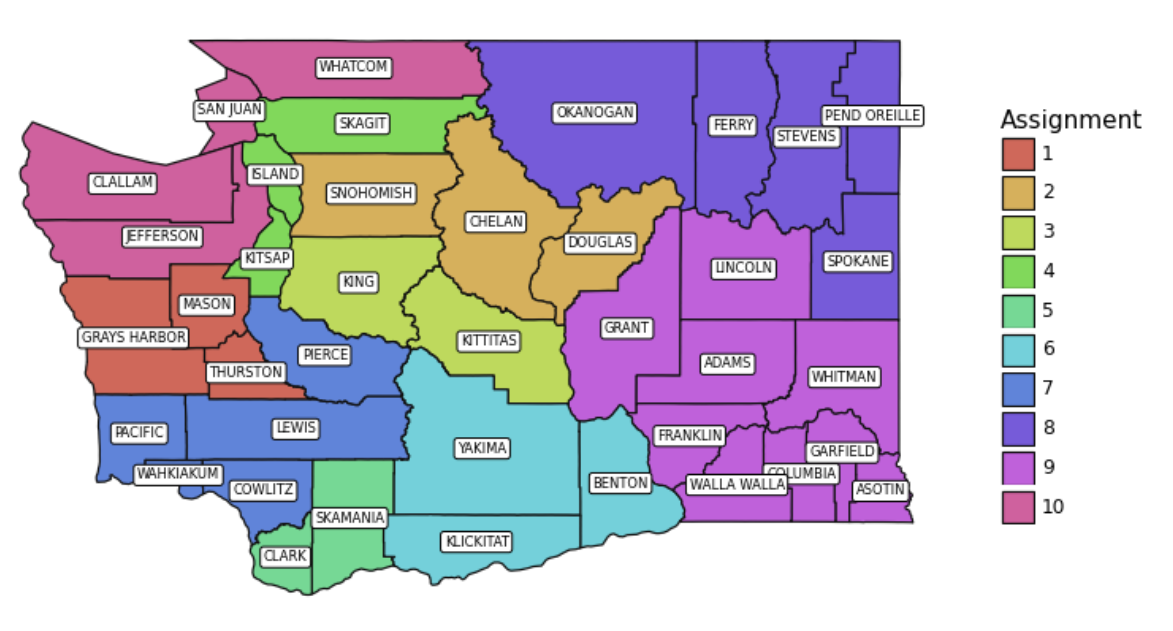 WHATCOM
SAN JUAN
SKAGIT
OKANOGAN
FERRY
STEVENS
PEND OREILLE
CLALLAM
ISLAND
SNOHOMISH
CHELAN
DOUGLAS
JEFFERSON
KITSAP
KING
LINCOLN
SPOKANE
MASON
GRAYS HARBOR
THURSTON
PIERCE
KITTITAS
GRANT
ADAMS
WHITMAN
PACIFIC
LEWIS
YAKIMA
FRANKLIN
GARFIELD
WAHKIAKUM
COWLITZ
BENTON
WALLA WALLA
COLUMBIA
ASOTIN
SKAMANIA
CLARK
KLICKITAT
Assignment
1
2
3
4
5
6
7
8
9
10